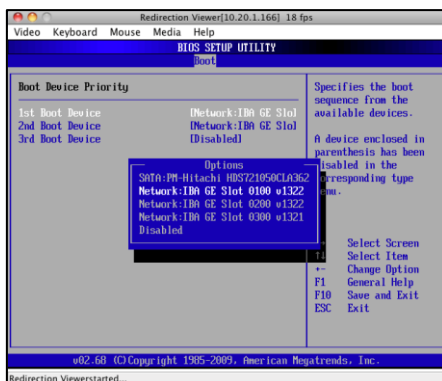 Redirection Viewer[10.20.1.166] 18 fps
Video Keyboard Mouse Media Help
BIOS SETUP UTILITY
Boot
Boot Device Priority
1st Boot Device [Network:IBA GE Slo]
2nd Boot Device [Network:IBA GE Slo]
3rd Boot Device [Disabled]
Options
SATA:PM-Hitachi HDS721050CLA362
Network:IBA GE Slot 0100 v1322
Network:IBA GE Slot 0200 v1322
Network:IBA GE Slot 0300 v1321
Disabled
Specifies the boot
sequence from the
available devices.
A device enclosed in
parenthesis has been
disabled in the
corresponding type
menu.
Select Screen
↑↓ Select Item
+- Change Option
F1 General Help
F10 Save and Exit
ESC Exit
v02.68 (C)Copyright 1985-2009, American Megatrends, Inc.
Redirection Viewerstarted...